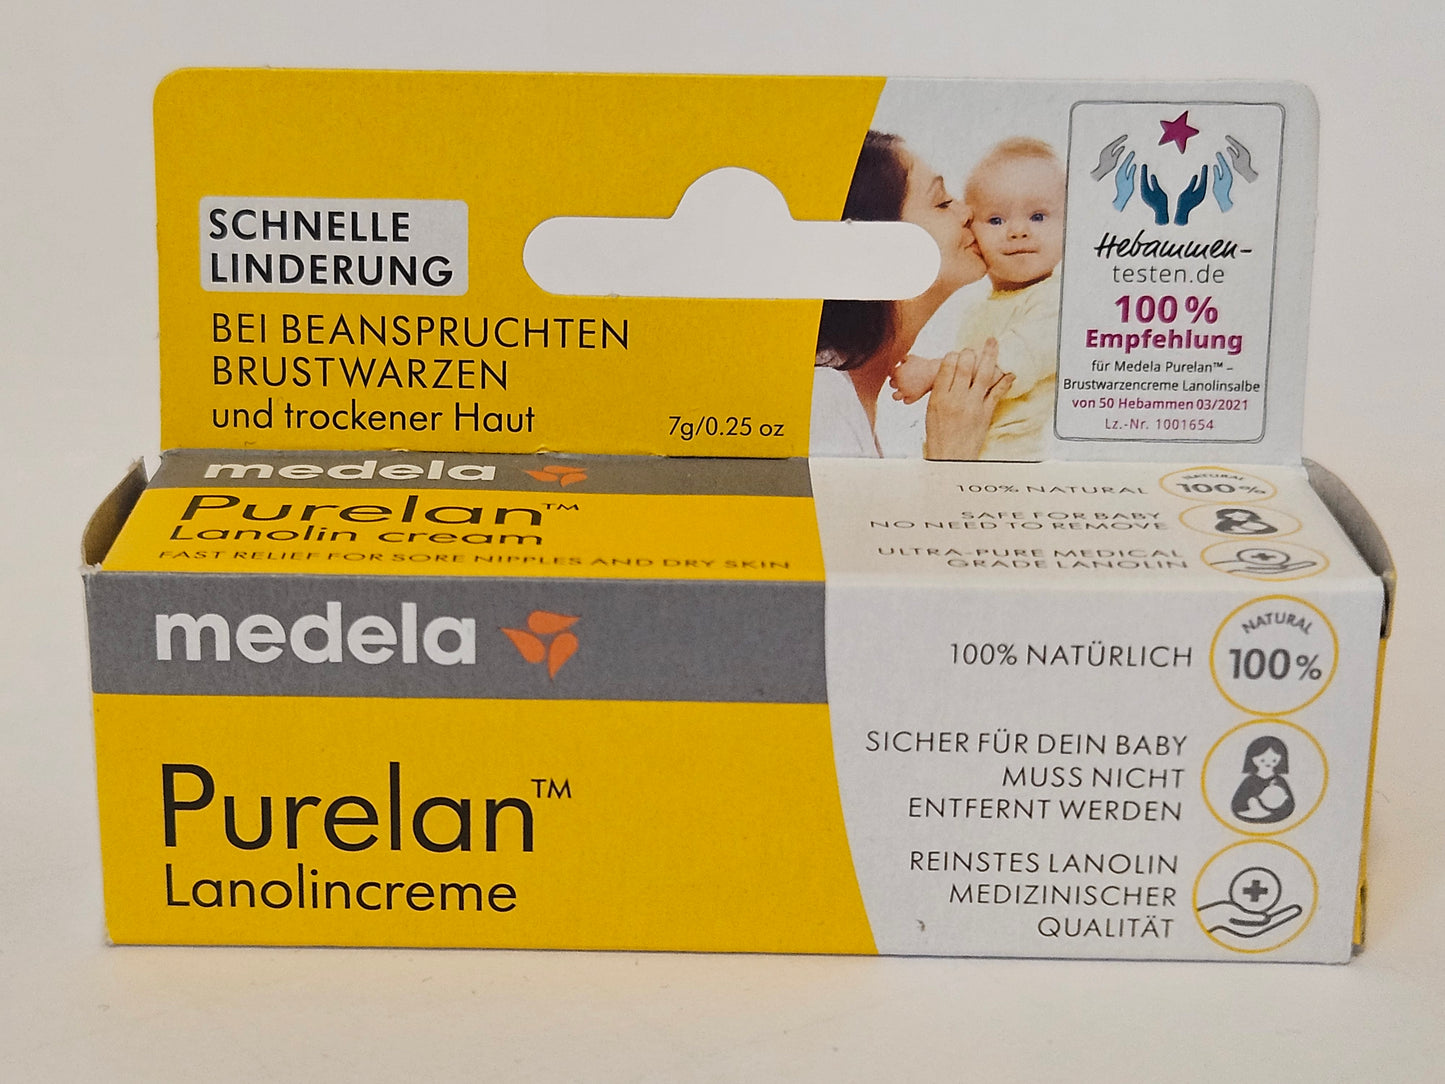 SCHNELLE
LINDERUNG
BEI BEANSPRUCHTEN
BRUSTWARZEN
und trockener Haut
7g/0.25 oz
Hebammen-
testen.de
100 %
Empfehlung
für Medela Purelan™ –
Brustwarzencreme Lanolinsalbe
von 50 Hebammen 03/2021
Lz.-Nr. 1001654
medela
Purelan™
Lanolin cream
FAST RELIEF FOR SORE NIPPLES AND DRY SKIN
100% NATURAL
NATURAL
100%
SAFE FOR BABY
NO NEED TO REMOVE
ULTRA-PURE MEDICAL
GRADE LANOLIN
medela
Purelan™
Lanolincreme
100% NATÜRLICH
NATURAL
100%
SICHER FÜR DEIN BABY
MUSS NICHT
ENTFERNT WERDEN
REINSTES LANOLIN
MEDIZINISCHER
QUALITÄT